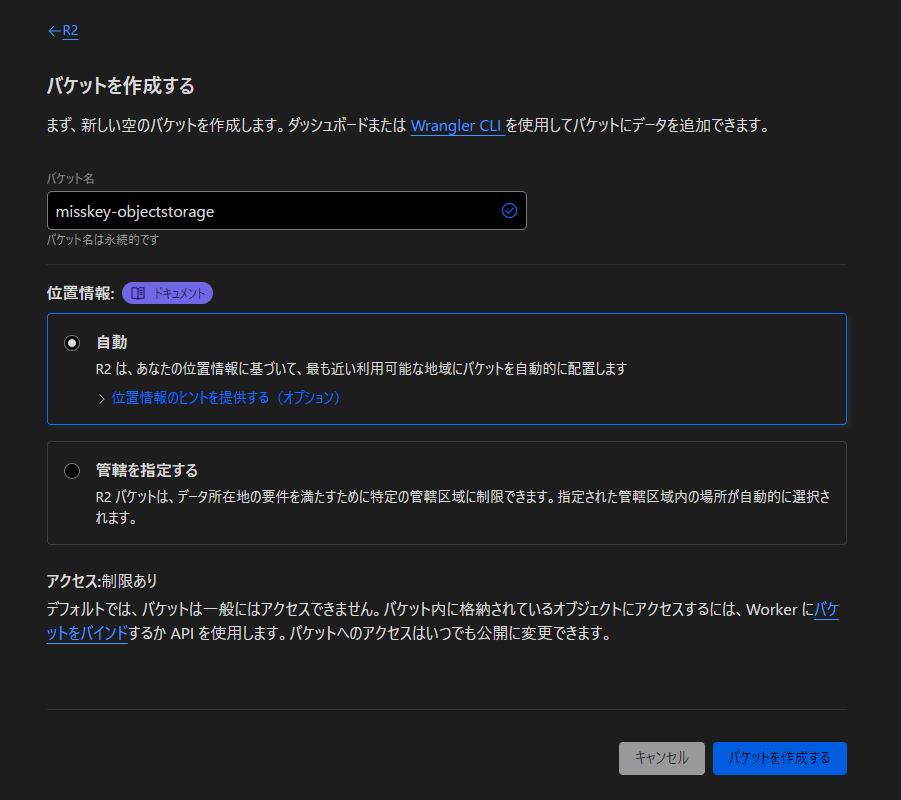 ←R2
バケットを作成する
まず、新しい空のバケットを作成します。ダッシュボードまたは Wrangler CLI を使用してバケットにデータを追加できます。
バケット名
misskey-objectstorage
バケット名は永続的です
位置情報: ドキュメント
自動
R2 は、あなたの位置情報に基づいて、最も近い利用可能な地域にバケットを自動的に配置します
> 位置情報のヒントを提供する（オプション）
管轄を指定する
R2 バケットは、データ所在地の要件を満たすために特定の管轄区域に制限できます。指定された管轄区域内の場所が自動的に選択さ
れます。
アクセス:制限あり
デフォルトでは、バケットは一般にはアクセスできません。バケット内に格納されているオブジェクトにアクセスするには、Worker にバケ
ットをバインドするか API を使用します。バケットへのアクセスはいつでも公開に変更できます。
キャンセル バケットを作成する